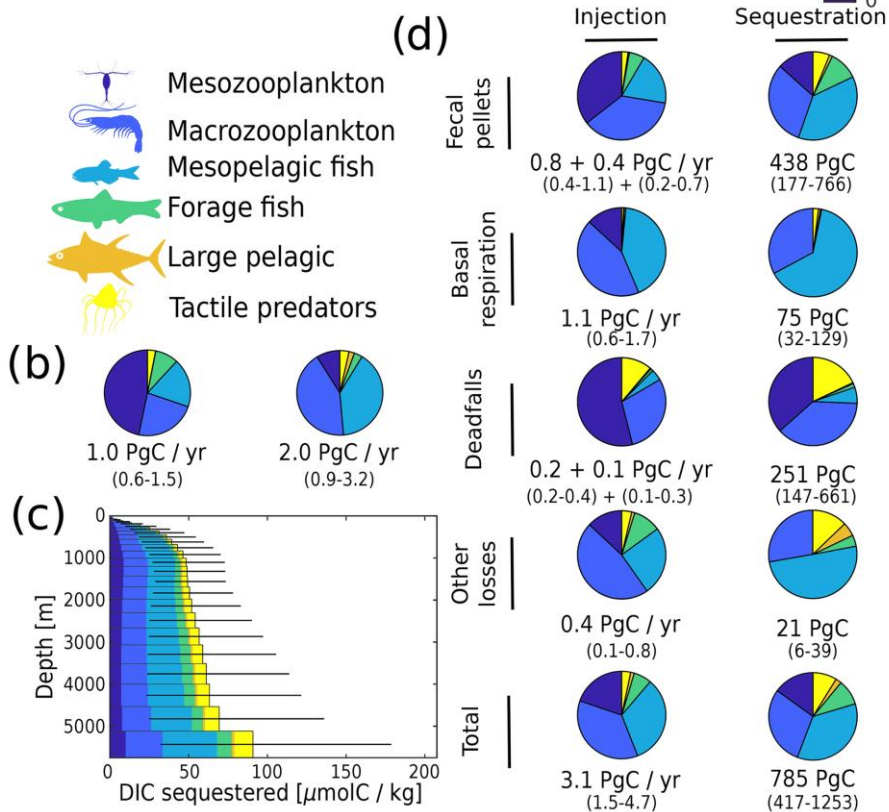 0
(d)
Injection
Sequestration
Mesozooplankton
Macrozooplankton
Mesopelagic fish
Forage fish
Large pelagic
Tactile predators
Fecal
pellets
0.8 + 0.4 PgC / yr
(0.4-1.1) + (0.2-0.7)
438 PgC
(177-766)
Basal
respiration
1.1 PgC / yr
(0.6-1.7)
75 PgC
(32-129)
(b)
1.0 PgC / yr
(0.6-1.5)
2.0 PgC / yr
(0.9-3.2)
Deadfalls
0.2 + 0.1 PgC / yr
(0.2-0.4) + (0.1-0.3)
251 PgC
(147-661)
(c)
0
1000
2000
3000
4000
5000
Depth [m]
0
50
100
150
200
DIC sequestered [μmolC / kg]
Other
losses
0.4 PgC / yr
(0.1-0.8)
21 PgC
(6-39)
Total
3.1 PgC / yr
(1.5-4.7)
785 PgC
(417-1253)